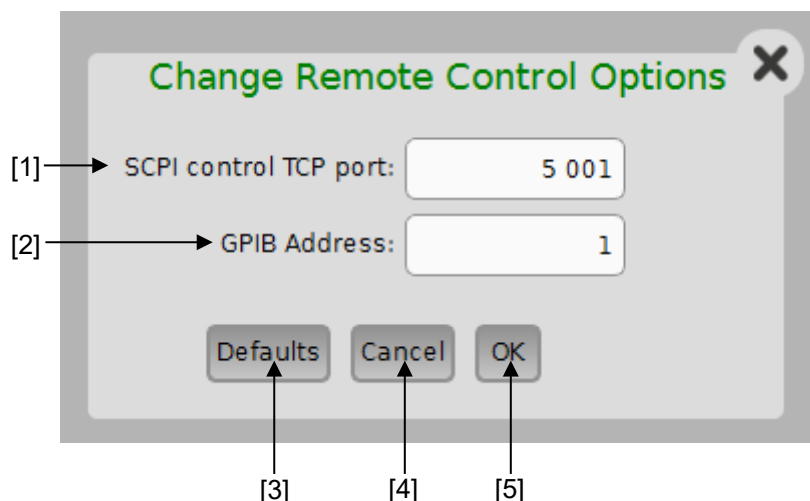 Change Remote Control Options
[1] SCPI control TCP port: 5 001
[2] GPIB Address: 1
Defaults Cancel OK
[3] [4] [5]